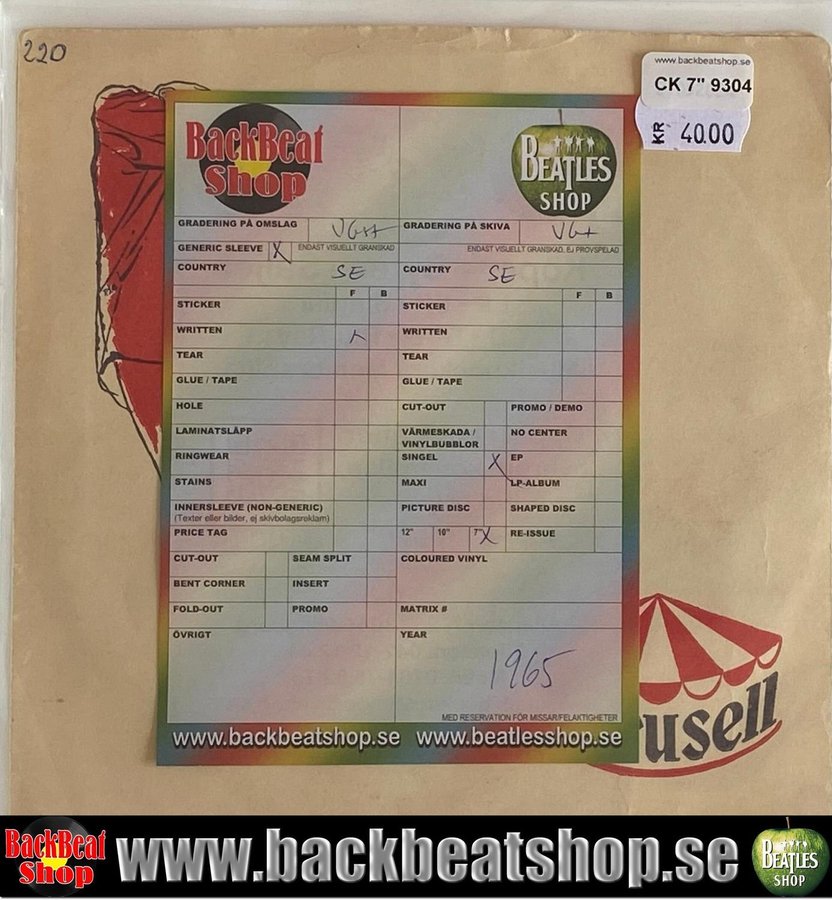 220
www.backbeatshop.se
CK 7" 9304
KR 40.00
BackBeat
Shop
BEATLES
SHOP
GRADERING PÅ OMSLAG VG++ GRADERING PÅ SKIVA VG+
GENERIC SLEEVE X ENDAST VISUELLT GRANSKAD ENDAST VISUELLT GRANSKAD, EJ PROVSPELAD
COUNTRY SE COUNTRY SE
F B F B
STICKER STICKER
WRITTEN X WRITTEN
TEAR TEAR
GLUE / TAPE GLUE / TAPE
HOLE CUT-OUT PROMO / DEMO
LAMINATSLÄPP VÄRMESKADA / VINYLBUBBLOR NO CENTER
RINGWEAR SINGEL X EP
STAINS MAXI LP-ALBUM
INNERSLEEVE (NON-GENERIC) PICTURE DISC SHAPED DISC
(Texter eller bilder, ej skivbolagsreklam)
PRICE TAG 12" 10" 7" X RE-ISSUE
CUT-OUT SEAM SPLIT COLOURED VINYL
BENT CORNER INSERT
FOLD-OUT PROMO MATRIX #
ÖVRIGT YEAR
1965
MED RESERVATION FÖR MISSAR/FELAKTIGHETER
www.backbeatshop.se www.beatlesshop.se
rusell
BackBeat
Shop
www.backbeatshop.se
BEATLES
SHOP